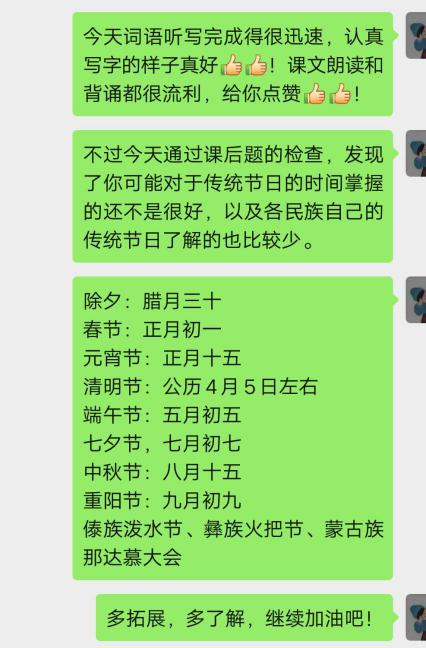 今天词语听写完成得很迅速，认真
写字的样子真好👍👍！课文朗读和
背诵都很流利，给你点赞👍👍！
不过今天通过课后题的检查，发现
了你可能对于传统节日的时间掌握
的还不是很好，以及各民族自己的
传统节日了解的也比较少。
除夕：腊月三十
春节：正月初一
元宵节：正月十五
清明节：公历4月5日左右
端午节：五月初五
七夕节，七月初七
中秋节：八月十五
重阳节：九月初九
傣族泼水节、彝族火把节、蒙古族
那达慕大会
多拓展，多了解，继续加油吧！